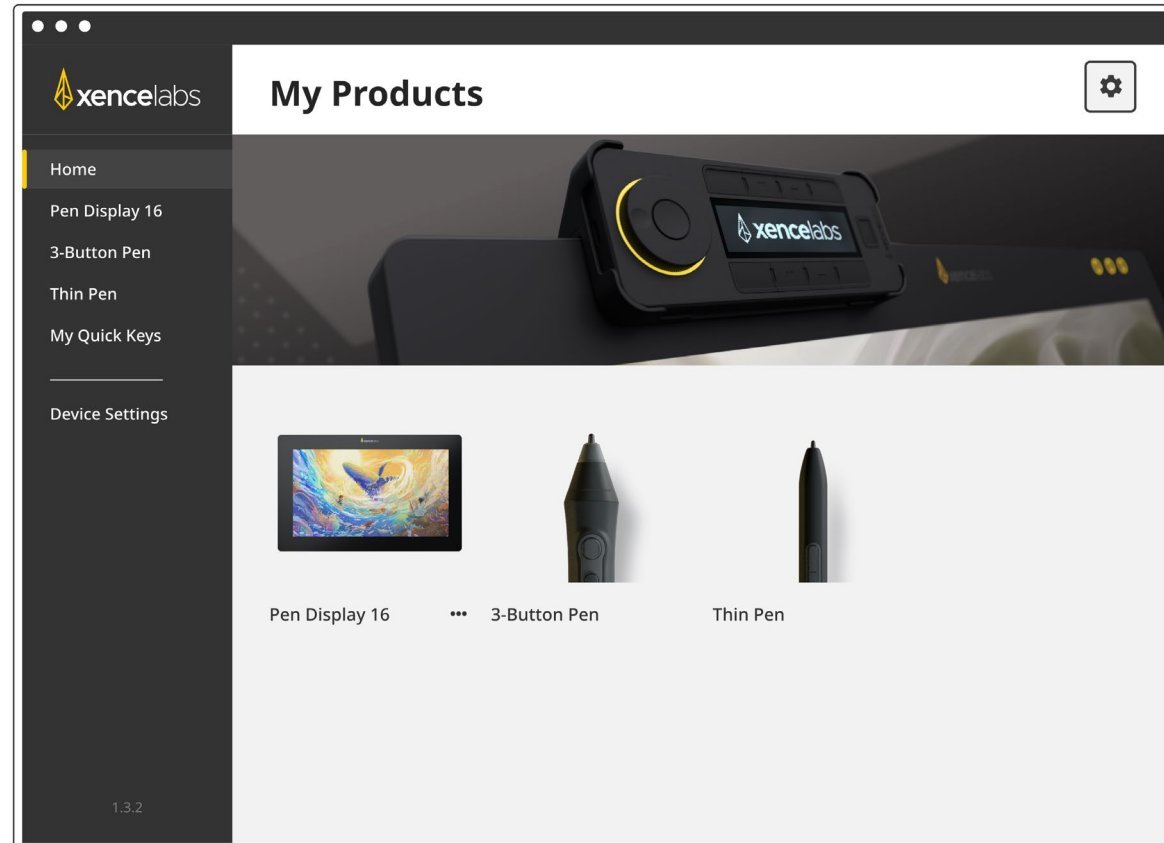 xencelabs
My Products
Home
Pen Display 16
3-Button Pen
Thin Pen
My Quick Keys
Device Settings
xencelabs
xencelabs
Pen Display 16
3-Button Pen
Thin Pen
1.3.2